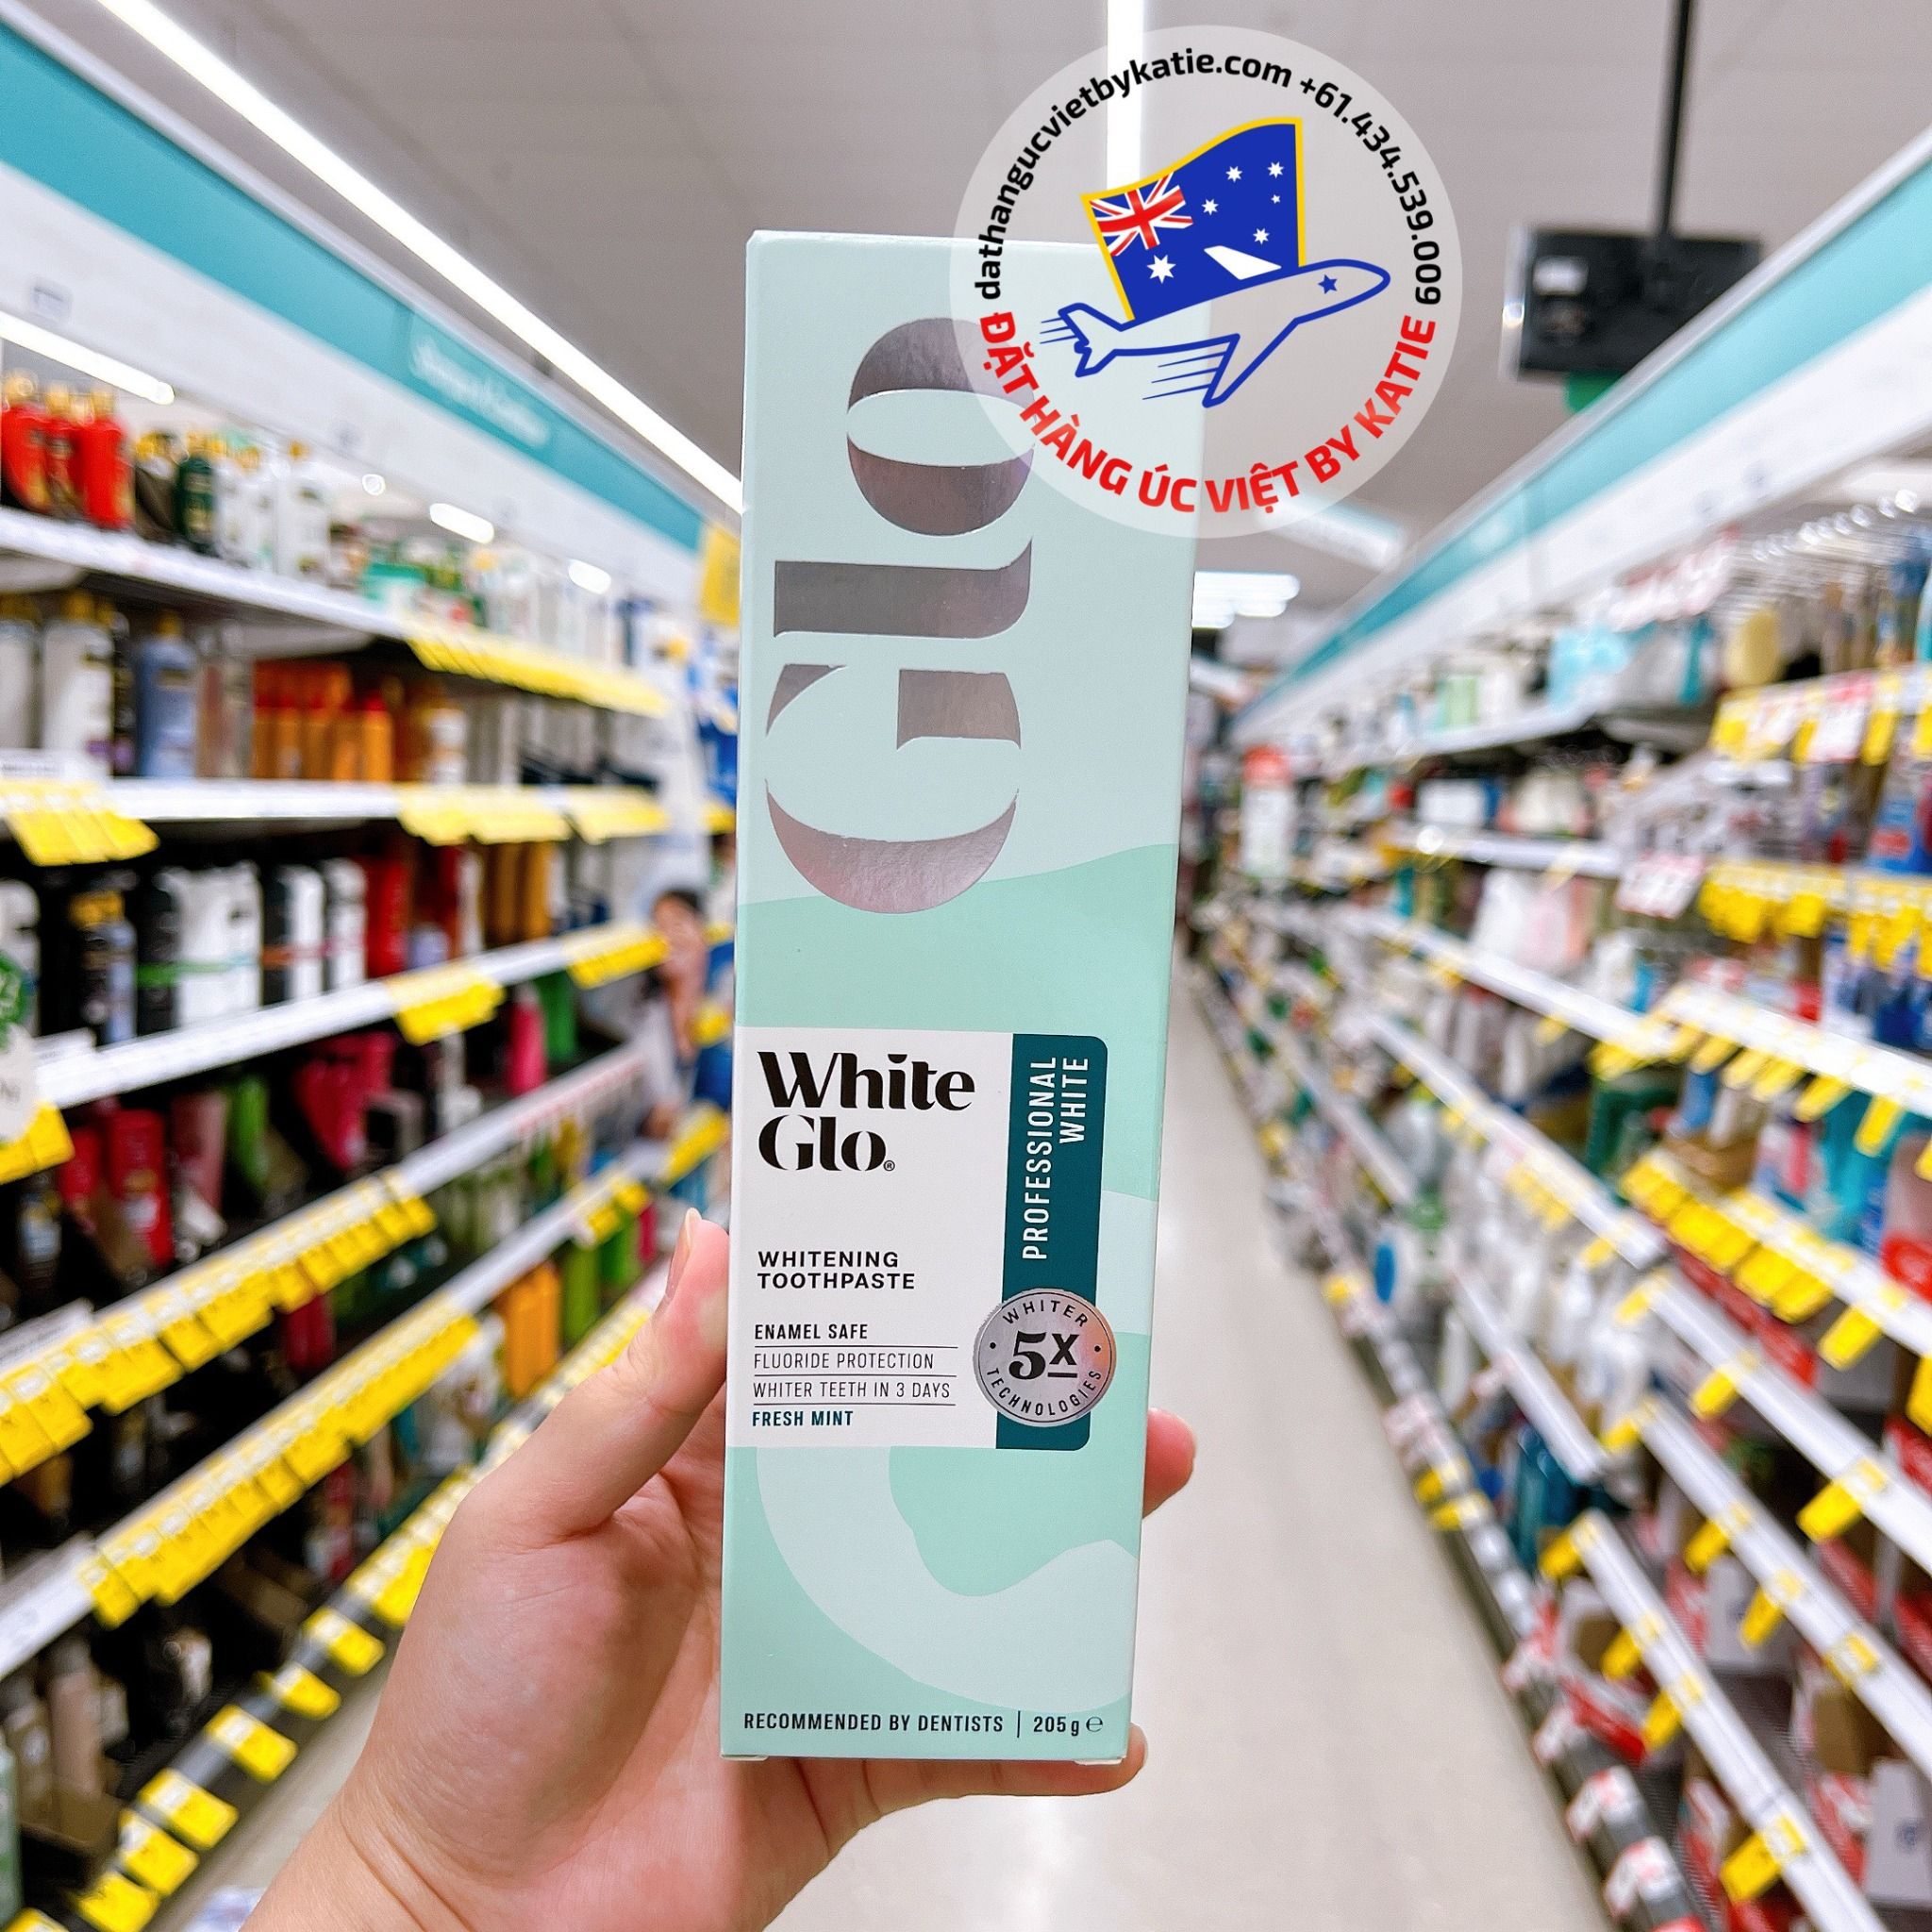 dathangucvietbykatie.com +61.434.539.009
ĐẶT HÀNG ÚC VIỆT BY KATIE
Glo
White
Glo®
PROFESSIONAL
WHITE
WHITENING
TOOTHPASTE
ENAMEL SAFE
FLUORIDE PROTECTION
WHITER TEETH IN 3 DAYS
FRESH MINT
WHITER
5X
TECHNOLOGIES
RECOMMENDED BY DENTISTS | 205g ℮